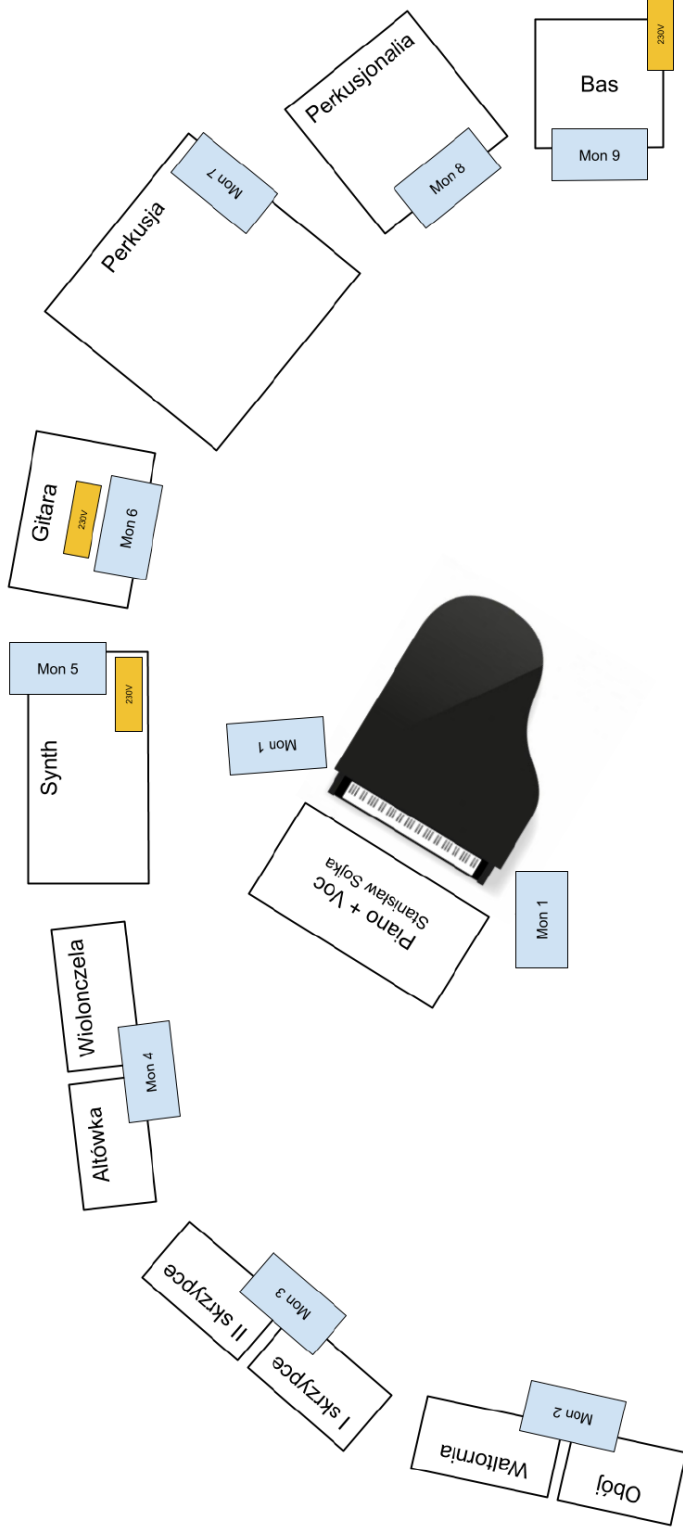 230V
Bas
Mon 9
Perkusjonalia
Mon 8
Mon 7
Perkusja
Gitara
230V
Mon 6
Mon 5
230V
Synth
Mon 1
Piano + Voc
Stanisław Sojka
Mon 1
Wiolonczela
Mon 4
Altówka
II skrzypce
Mon 3
I skrzypce
Mon 2
Waltornia
Obój